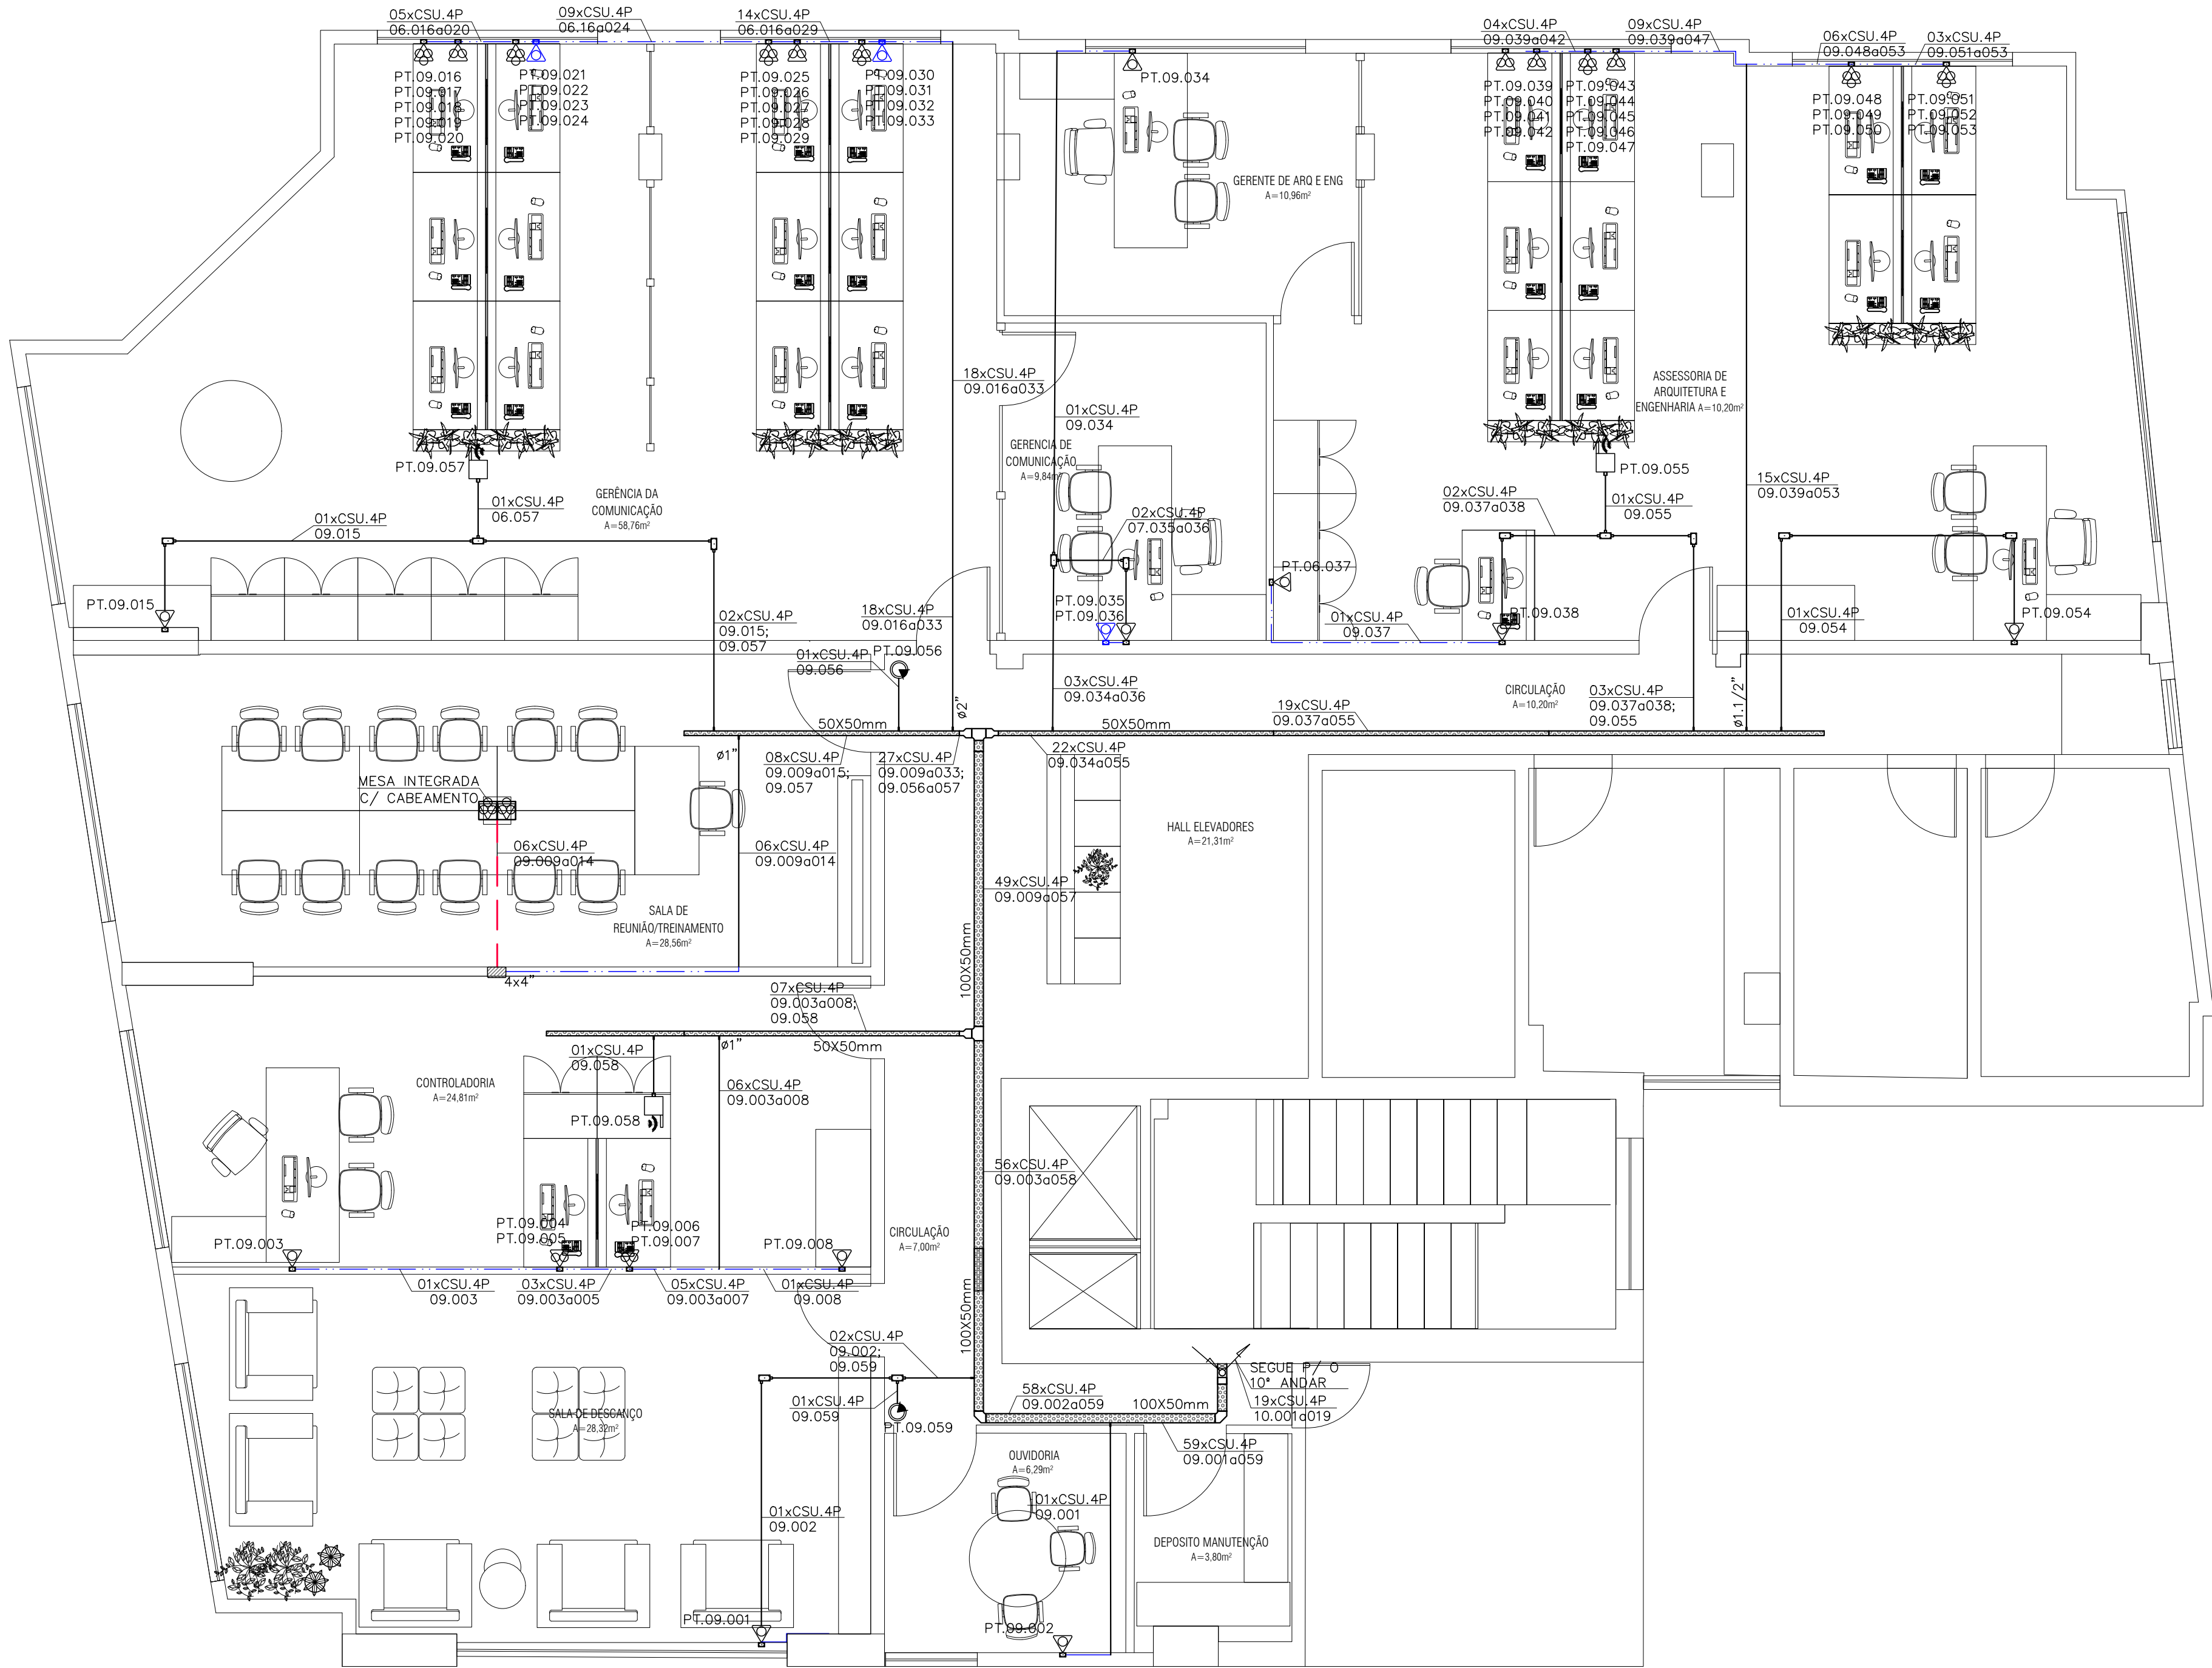 05xCSU.4P
06.016a020
09xCSU.4P
06.16a024
14xCSU.4P
06.016a029
04xCSU.4P
09.039a042
09xCSU.4P
09.039a047
06xCSU.4P
09.048a053
03xCSU.4P
09.051a053
PT.09.016
PT.09.017
PT.09.018
PT.09.019
PT.09.020
PT.09.021
PT.09.022
PT.09.023
PT.09.024
PT.09.025
PT.09.026
PT.09.027
PT.09.028
PT.09.029
PT.09.030
PT.09.031
PT.09.032
PT.09.033
PT.09.034
PT.09.039
PT.09.040
PT.09.041
PT.09.042
PT.09.043
PT.09.044
PT.09.045
PT.09.046
PT.09.047
PT.09.048
PT.09.049
PT.09.050
PT.09.051
PT.09.052
PT.09.053
GERENTE DE ARQ E ENG
A=10,96m²
18xCSU.4P
09.016a033
01xCSU.4P
09.034
GERENCIA DE
COMUNICAÇÃO
A=9,84m²
ASSESSORIA DE
ARQUITETURA E
ENGENHARIA A=10,20m²
PT.09.057
01xCSU.4P
06.057
GERÊNCIA DA
COMUNICAÇÃO
A=58,76m²
01xCSU.4P
09.015
02xCSU.4P
07.035a036
02xCSU.4P
09.037a038
PT.09.055
01xCSU.4P
09.055
15xCSU.4P
09.039a053
PT.09.015
PT.06.037
PT.09.035
PT.09.036
PT.09.038
PT.09.054
02xCSU.4P
09.015;
09.057
18xCSU.4P
09.016a033
01xCSU.4P
09.037
01xCSU.4P
09.054
01xCSU.4P
09.056
PT.09.056
03xCSU.4P
09.034a036
CIRCULAÇÃO
A=10,20m²
03xCSU.4P
09.037a038;
09.055
ø2"
ø1.1/2"
50X50mm
50X50mm
19xCSU.4P
09.037a055
ø1"
08xCSU.4P
09.009a015;
09.057
27xCSU.4P
09.009a033;
09.056a057
22xCSU.4P
09.034a055
MESA INTEGRADA
C/ CABEAMENTO
06xCSU.4P
09.009a014
06xCSU.4P
09.009a014
HALL ELEVADORES
A=21,31m²
49xCSU.4P
09.009a057
SALA DE
REUNIÃO/TREINAMENTO
A=28,56m²
100X50mm
4x4"
07xCSU.4P
09.003a008;
09.058
ø1"
50X50mm
01xCSU.4P
09.058
CONTROLADORIA
A=24,81m²
06xCSU.4P
09.003a008
PT.09.058
56xCSU.4P
09.003a058
PT.09.003
PT.09.004
PT.09.005
PT.09.006
PT.09.007
PT.09.008
CIRCULAÇÃO
A=7,00m²
01xCSU.4P
09.003
03xCSU.4P
09.003a005
05xCSU.4P
09.003a007
01xCSU.4P
09.008
100X50mm
02xCSU.4P
09.002;
09.059
SEGUE P/ O
10° ANDAR
19xCSU.4P
10.001a019
58xCSU.4P
09.002a059
100X50mm
01xCSU.4P
09.059
PT.09.059
SALA DE DESCANÇO
A=28,32m²
59xCSU.4P
09.001a059
OUVIDORIA
A=6,29m²
01xCSU.4P
09.001
01xCSU.4P
09.002
DEPOSITO MANUTENÇÃO
A=3,80m²
PT.09.001
PT.09.002